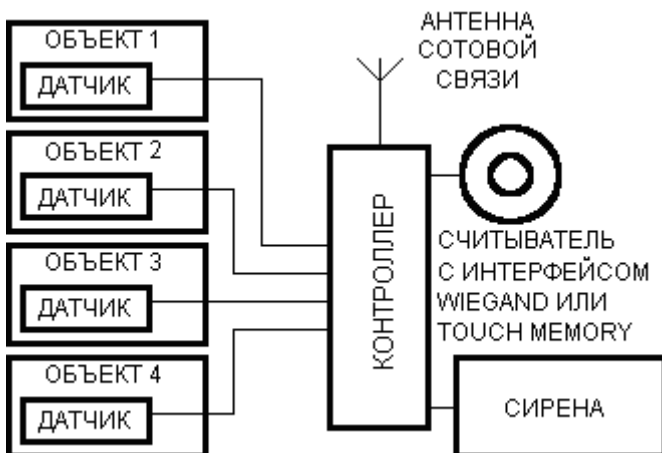 ОБЪЕКТ 1
ДАТЧИК
ОБЪЕКТ 2
ДАТЧИК
ОБЪЕКТ 3
ДАТЧИК
ОБЪЕКТ 4
ДАТЧИК
КОНТРОЛЛЕР
АНТЕННА
СОТОВОЙ
СВЯЗИ
СЧИТЫВАТЕЛЬ
С ИНТЕРФЕЙСОМ
WIEGAND ИЛИ
TOUCH MEMORY
СИРЕНА